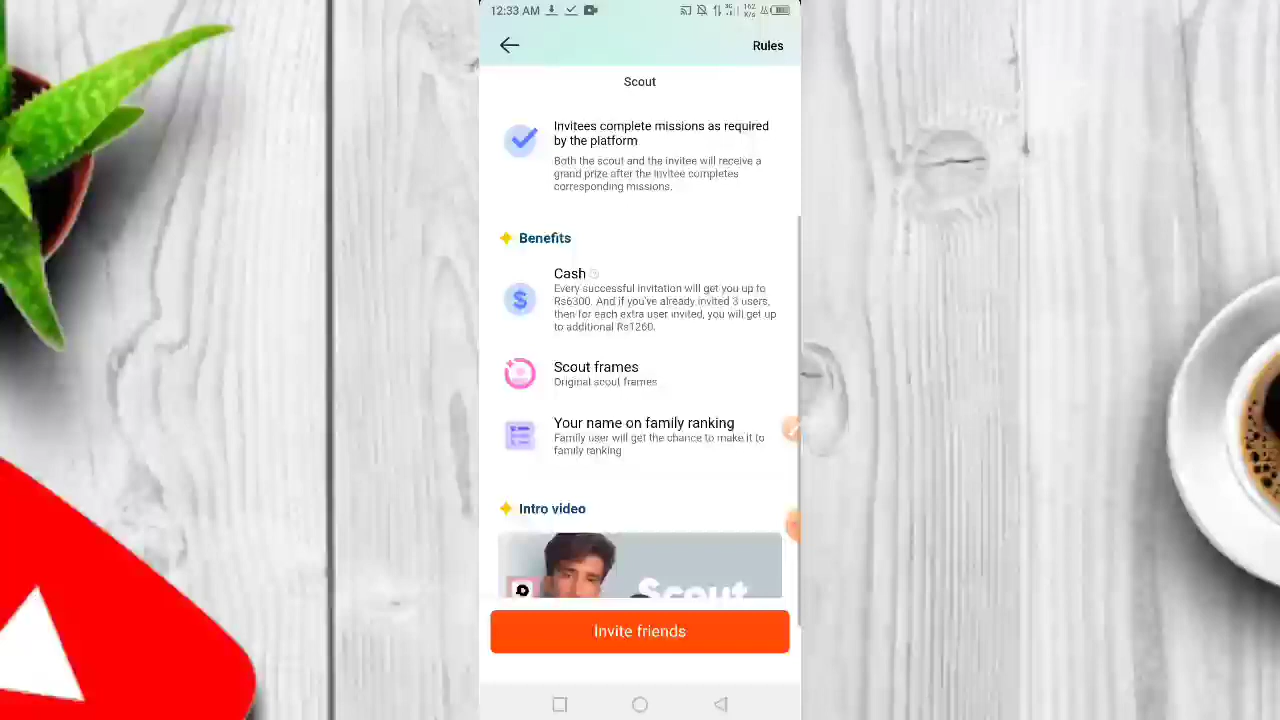 12:33 AM
3G
162
K/s
Rules
Scout
Invitees complete missions as required
by the platform
Both the scout and the invitee will receive a
grand prize after the invitee completes
corresponding missions.
Benefits
Cash
Every successful invitation will get you up to
Rs6300. And if you've already invited 3 users,
then for each extra user invited, you will get up
to additional Rs1260.
Scout frames
Original scout frames
Your name on family ranking
Family user will get the chance to make it to
family ranking
Intro video
Scout
Invite friends